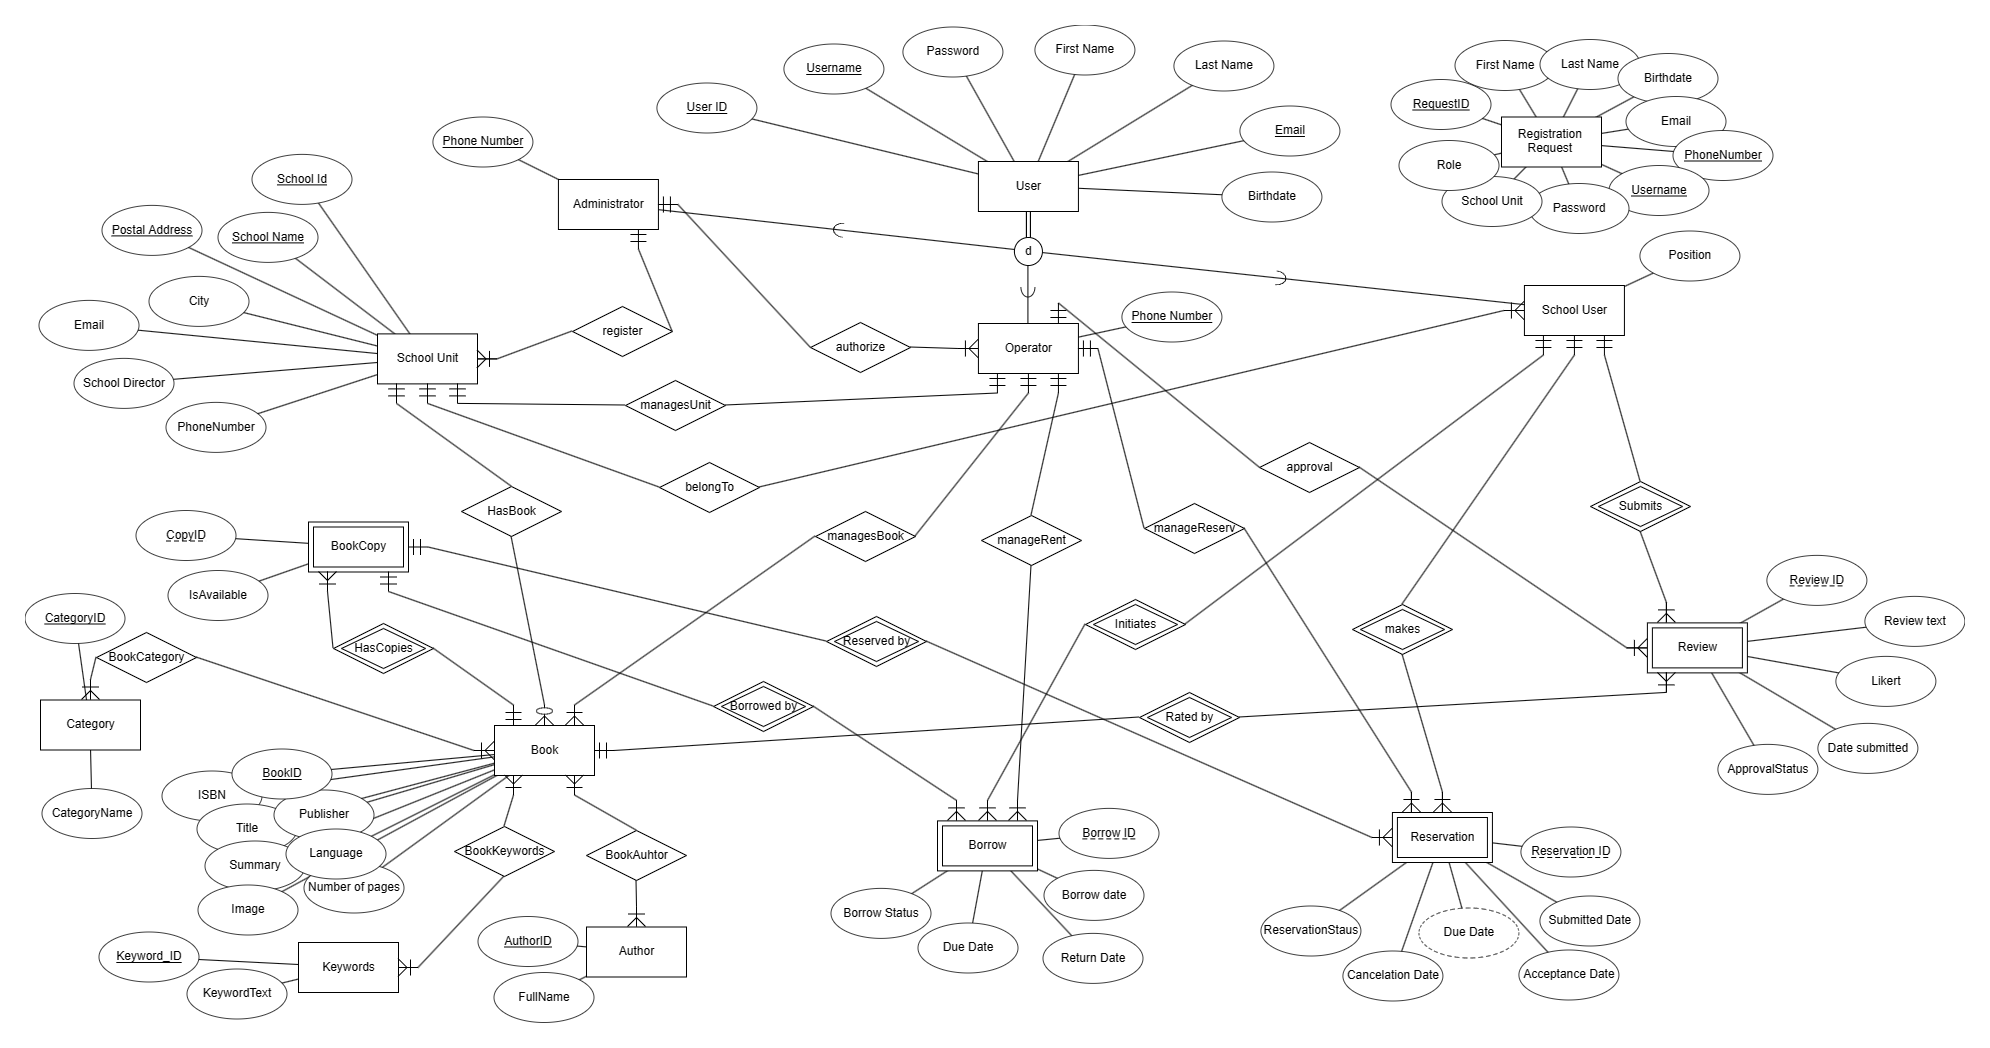 First Name
Password
Last Name
Username
User ID
Email
Birthdate
User
d
First Name
Last Name
Birthdate
RequestID
Email
Registration
Request
PhoneNumber
Role
Username
School Unit
Password
Phone Number
Administrator
School Id
Postal Address
School Name
City
Email
School Director
PhoneNumber
School Unit
register
authorize
Operator
Phone Number
Position
School User
managesUnit
belongTo
approval
HasBook
managesBook
manageRent
manageReserv
Submits
CopyID
BookCopy
IsAvailable
CategoryID
BookCategory
HasCopies
Reserved by
Initiates
makes
Review ID
Review text
Review
Likert
Date submitted
ApprovalStatus
Category
CategoryName
Borrowed by
Rated by
Book
BookID
ISBN
Publisher
Title
Language
Summary
Number of pages
Image
BookKeywords
BookAuhtor
Borrow
Borrow ID
Borrow Status
Borrow date
Due Date
Return Date
Reservation
Reservation ID
ReservationStaus
Submitted Date
Due Date
Cancelation Date
Acceptance Date
AuthorID
Author
FullName
Keyword_ID
Keywords
KeywordText